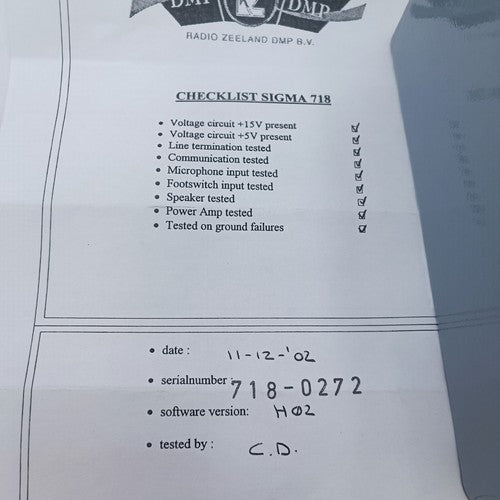 DMP DMP
RADIO ZEELAND DMP B.V.
CHECKLIST SIGMA 718
• Voltage circuit +15V present
• Voltage circuit +5V present
• Line termination tested
• Communication tested
• Microphone input tested
• Footswitch input tested
• Speaker tested
• Power Amp tested
• Tested on ground failures
• date : 11-12-'02
• serialnumber : 718-0272
• software version: HØ2
• tested by : C.D.